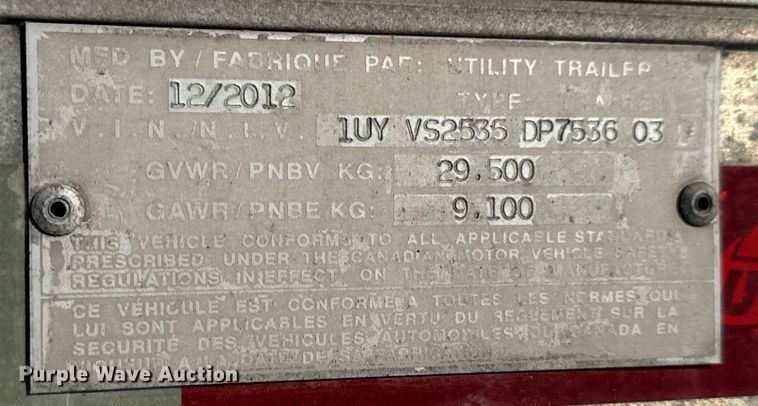 MFD BY / FABRIQUE PAR: UTILITY TRAILER
DATE: 12/2012 TYPE:
V.I.N./N.I.V. 1UY VS2535 DP7536 03
GVWR/PNBV KG: 29.500
GAWR/PNBE KG: 9.100
THIS VEHICLE CONFORMS TO ALL APPLICABLE STANDARDS
PRESCRIBED UNDER THE CANADIAN MOTOR VEHICLE SAFETY
REGULATIONS IN EFFECT ON THE DATE OF MANUFACTURE
CE VÉHICULE EST CONFORME A TOUTES LES NORMES QUI
LUI SONT APPLICABLES EN VERTU DU REGLEMENT SUR LA
SECURITÉ DES VEHICULES AUTOMOBILES DU CANADA EN
Purple Wave Auction